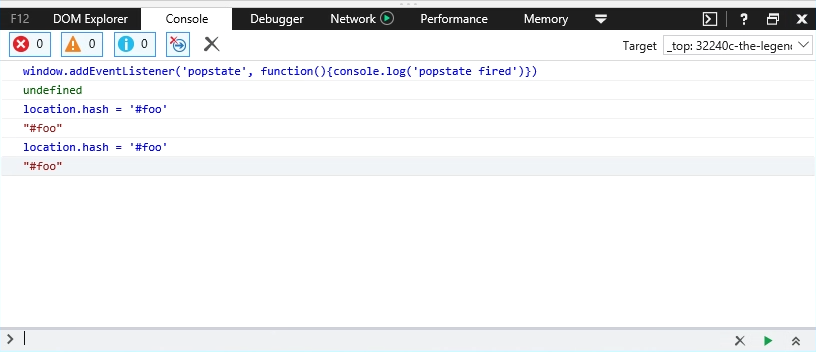 F12 DOM Explorer Console Debugger Network Performance Memory ?
0 0 0 Target _top: 32240c-the-legen
window.addEventListener('popstate', function(){console.log('popstate fired')})
undefined
location.hash = '#foo'
"#foo"
location.hash = '#foo'
"#foo"